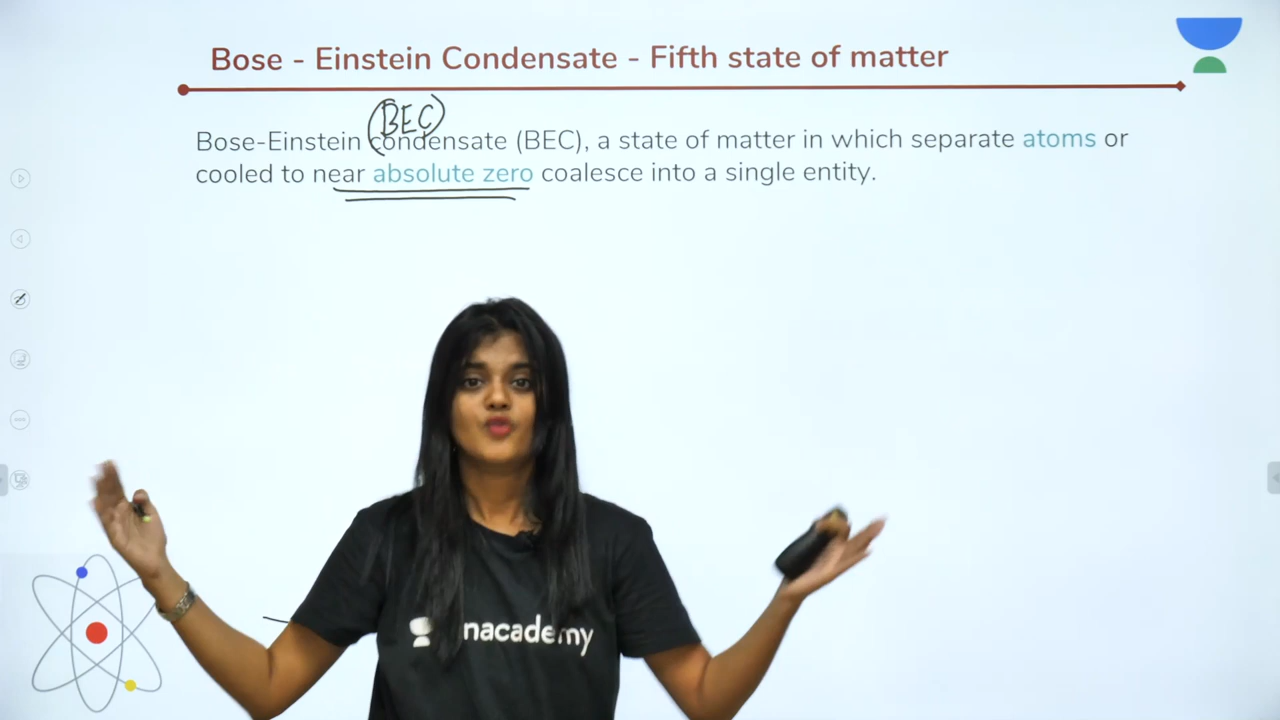 Bose - Einstein Condensate - Fifth state of matter
(BEC)
Bose-Einstein condensate (BEC), a state of matter in which separate atoms or
cooled to near absolute zero coalesce into a single entity.
nacademy